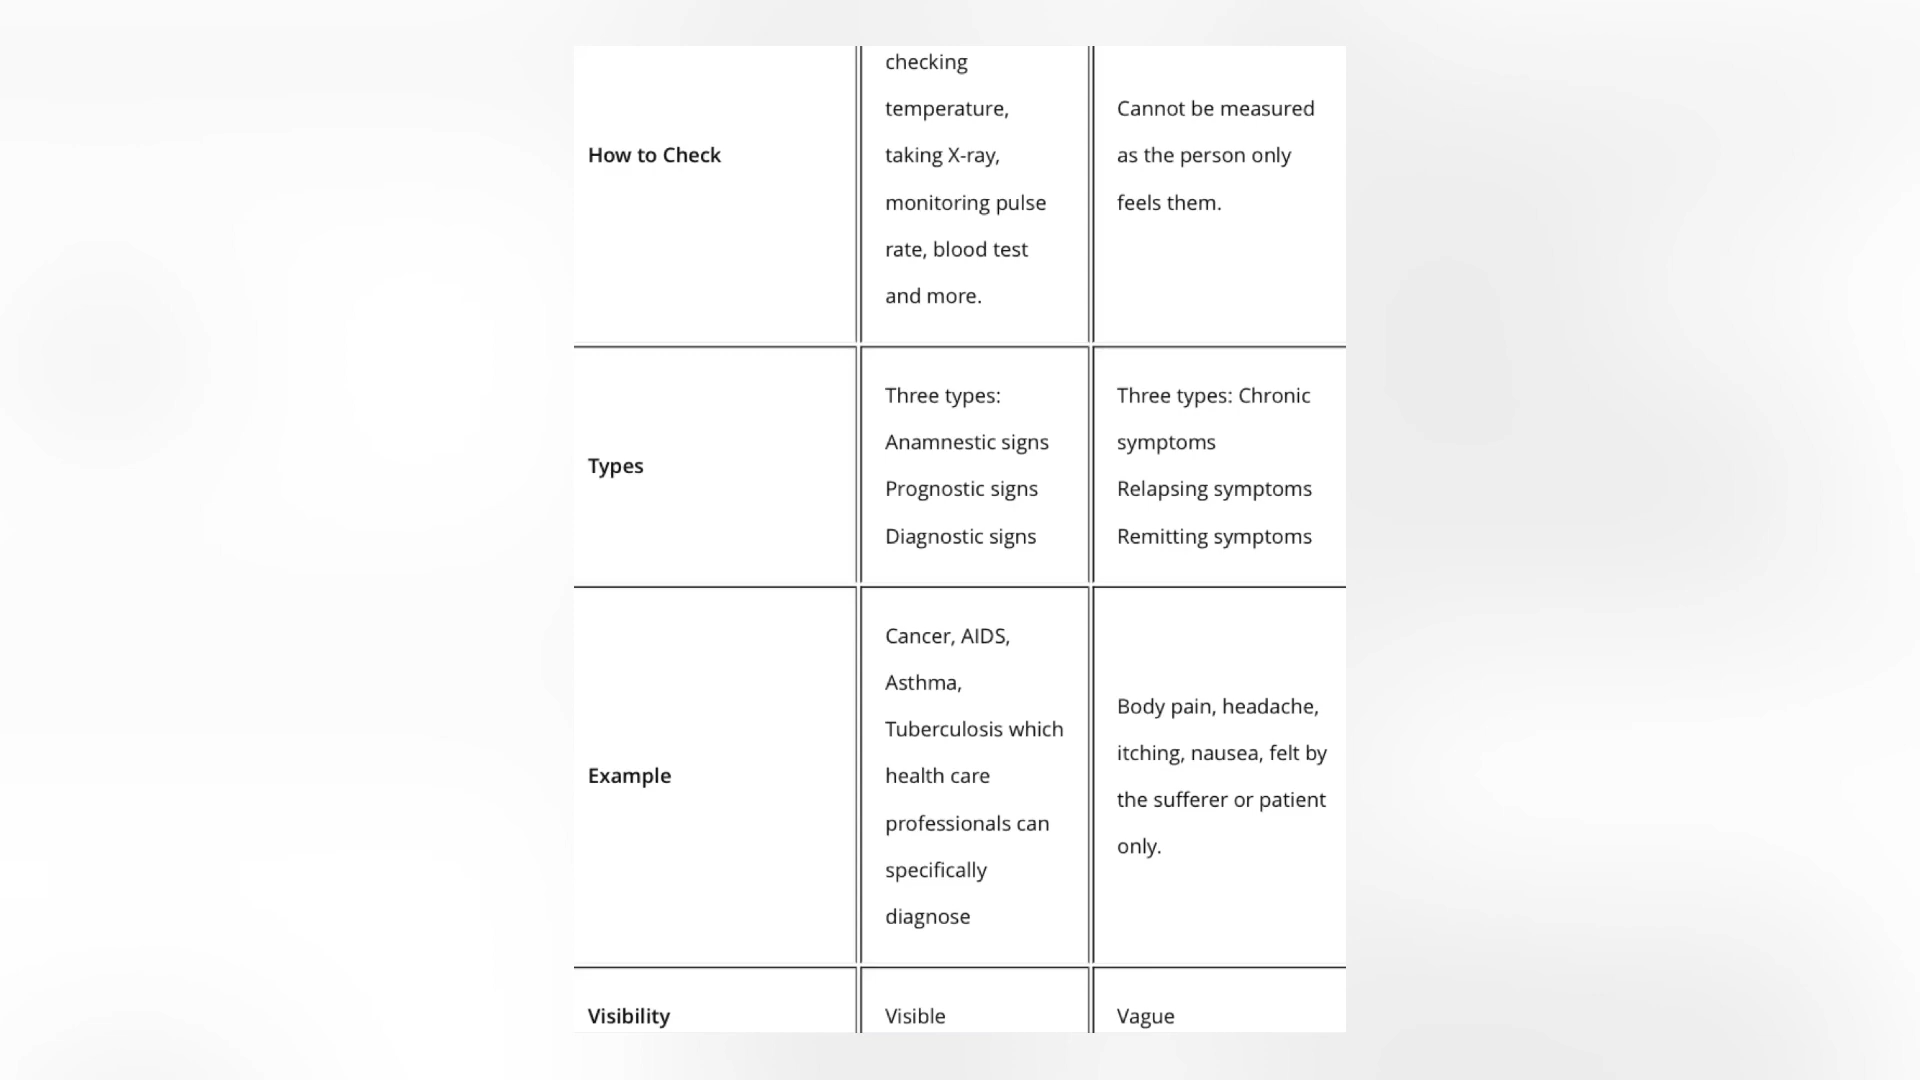 How to Check
checking
temperature,
taking X-ray,
monitoring pulse
rate, blood test
and more.
Cannot be measured
as the person only
feels them.
Types
Three types:
Anamnestic signs
Prognostic signs
Diagnostic signs
Three types: Chronic
symptoms
Relapsing symptoms
Remitting symptoms
Example
Cancer, AIDS,
Asthma,
Tuberculosis which
health care
professionals can
specifically
diagnose
Body pain, headache,
itching, nausea, felt by
the sufferer or patient
only.
Visibility
Visible
Vague